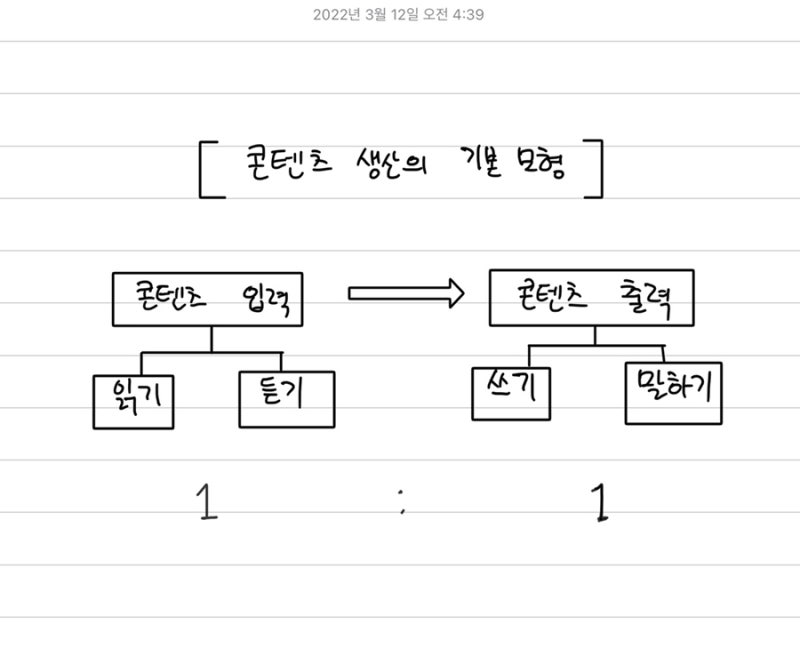 2022년 3월 12일 오전 4:39
[ 콘텐츠 생산의 기본 모형 ]
콘텐츠 입력
콘텐츠 출력
읽기
듣기
쓰기
말하기
1 : 1